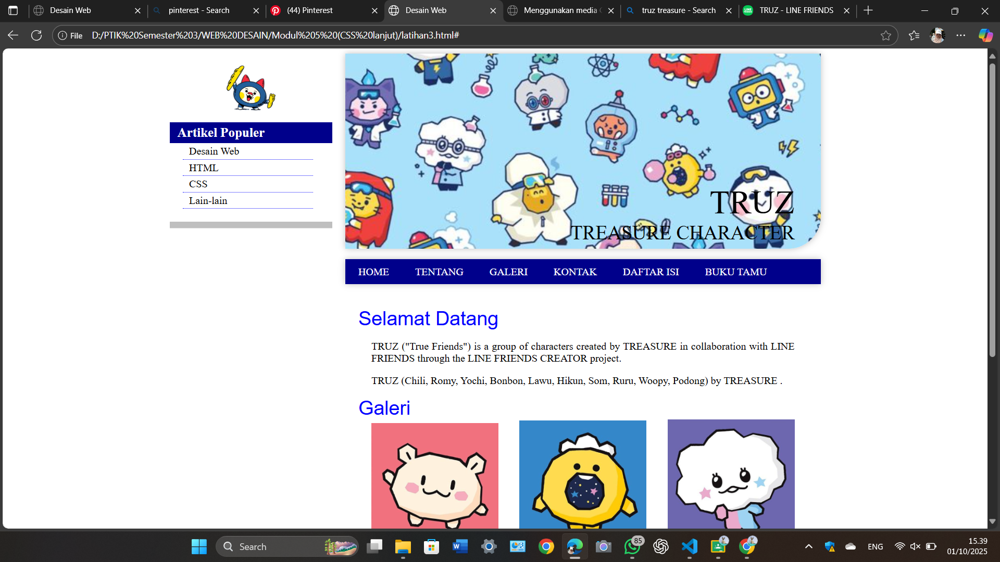 Desain Web
pinterest - Search
(44) Pinterest
Desain Web
Menggunakan media
truz treasure - Search
TRUZ - LINE FRIENDS
File
D:/PTIK%20Semester%203/WEB%20DESAIN/Modul%205%20(CSS%20lanjut)/latihan3.html#
Artikel Populer
Desain Web
HTML
CSS
Lain-lain
TRUZ
TREASURE CHARACTER
HOME TENTANG GALERI KONTAK DAFTAR ISI BUKU TAMU
Selamat Datang
TRUZ ("True Friends") is a group of characters created by TREASURE in collaboration with LINE
FRIENDS through the LINE FRIENDS CREATOR project.
TRUZ (Chili, Romy, Yochi, Bonbon, Lawu, Hikun, Som, Ruru, Woopy, Podong) by TREASURE .
Galeri
Search
85
ENG
15.39
01/10/2025